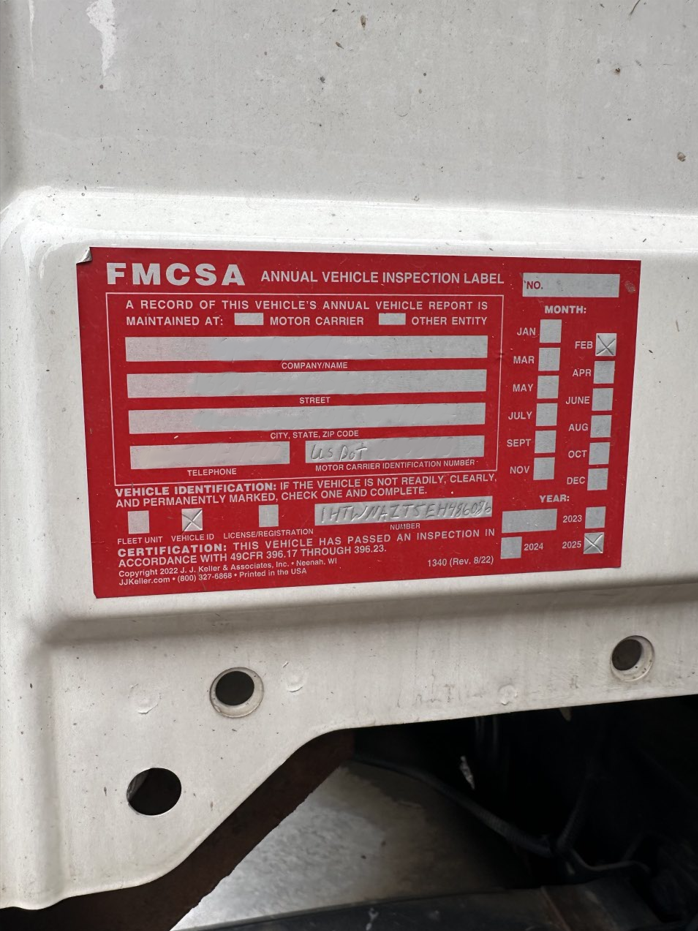 FMCSA ANNUAL VEHICLE INSPECTION LABEL
NO.
A RECORD OF THIS VEHICLE'S ANNUAL VEHICLE REPORT IS
MAINTAINED AT: MOTOR CARRIER OTHER ENTITY
COMPANY/NAME
STREET
CITY, STATE, ZIP CODE
US Dot
TELEPHONE MOTOR CARRIER IDENTIFICATION NUMBER
MONTH:
JAN
FEB
MAR
APR
MAY
JUNE
JULY
AUG
SEPT
OCT
NOV
DEC
VEHICLE IDENTIFICATION: IF THE VEHICLE IS NOT READILY, CLEARLY,
AND PERMANENTLY MARKED, CHECK ONE AND COMPLETE.
FLEET UNIT VEHICLE ID LICENSE/REGISTRATION NUMBER
YEAR:
2023
2024 2025
CERTIFICATION: THIS VEHICLE HAS PASSED AN INSPECTION IN
ACCORDANCE WITH 49CFR 396.17 THROUGH 396.23.
Copyright 2022 J. J. Keller & Associates, Inc. • Neenah, WI
JJKeller.com • (800) 327-6868 • Printed in the USA
1340 (Rev. 8/22)